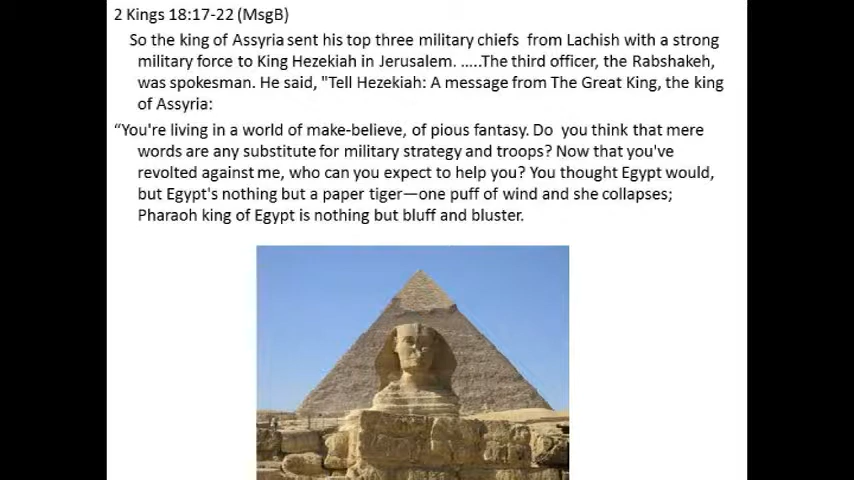 2 Kings 18:17-22 (MsgB)
So the king of Assyria sent his top three military chiefs from Lachish with a strong
military force to King Hezekiah in Jerusalem. .....The third officer, the Rabshakeh,
was spokesman. He said, "Tell Hezekiah: A message from The Great King, the king
of Assyria:
“You're living in a world of make-believe, of pious fantasy. Do you think that mere
words are any substitute for military strategy and troops? Now that you've
revolted against me, who can you expect to help you? You thought Egypt would,
but Egypt's nothing but a paper tiger—one puff of wind and she collapses;
Pharaoh king of Egypt is nothing but bluff and bluster.